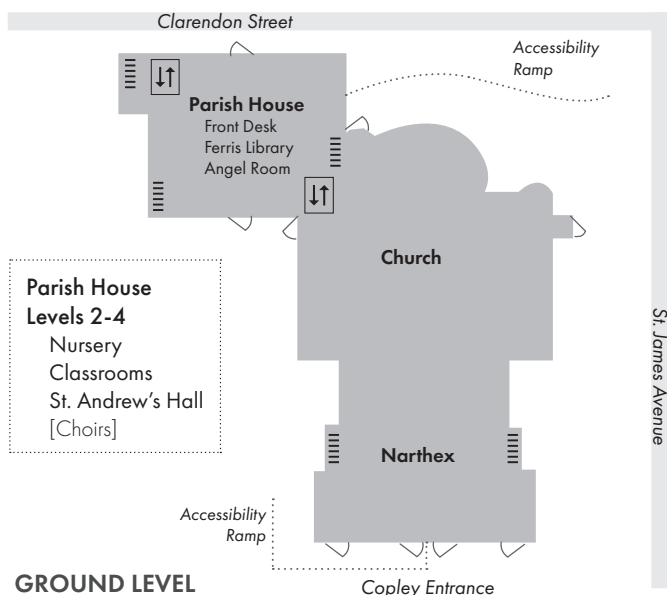 Clarendon Street
Accessibility
Ramp
Parish House
Front Desk
Ferris Library
Angel Room
Church
Parish House
Levels 2-4
Nursery
Classrooms
St. Andrew's Hall
[Choirs]
St. James Avenue
Narthex
Accessibility
Ramp
GROUND LEVEL
Copley Entrance